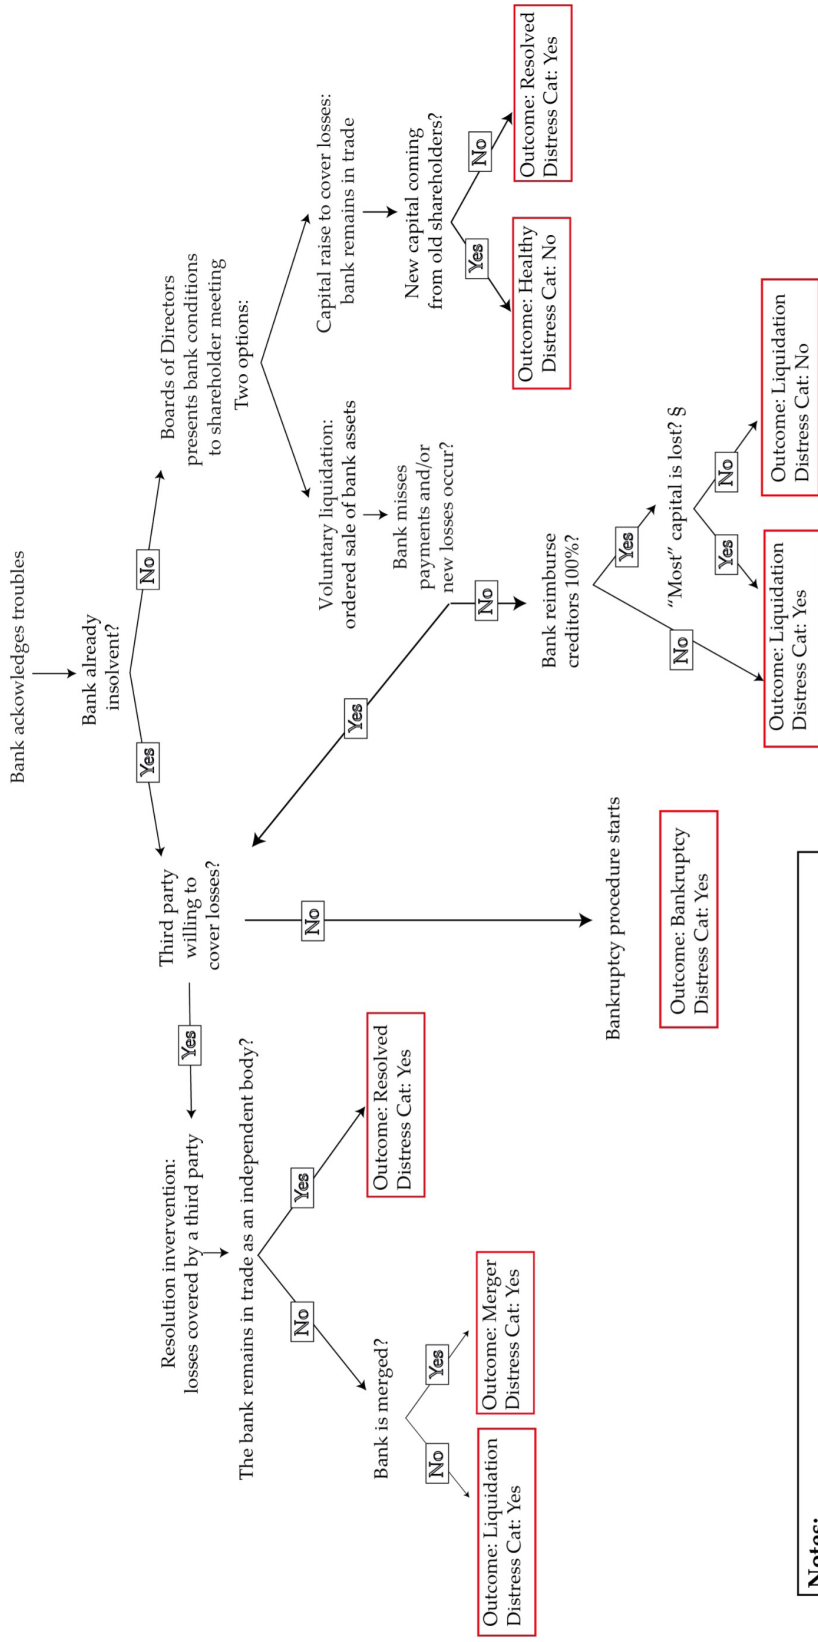 Bank ackowledges troubles
Bank already
insolvent?
Yes
No
Third party
willing to
cover losses?
Boards of Directors
presents bank conditions
to shareholder meeting
Two options:
Yes
No
Resolution invervention:
losses covered by a third party
The bank remains in trade as an independent body?
No
Yes
Bank is merged?
Outcome: Resolved
Distress Cat: Yes
No
Yes
Outcome: Liquidation
Distress Cat: Yes
Outcome: Merger
Distress Cat: Yes
Bankruptcy procedure starts
Outcome: Bankruptcy
Distress Cat: Yes
Voluntary liquidation:
ordered sale of bank assets
Bank misses
payments and/or
new losses occur?
Yes
No
Bank reimburse
creditors 100%?
No
Yes
“Most” capital is lost? §
Yes
No
Outcome: Liquidation
Distress Cat: Yes
Outcome: Liquidation
Distress Cat: No
Capital raise to cover losses:
bank remains in trade
New capital coming
from old shareholders?
Yes
No
Outcome: Healthy
Distress Cat: No
Outcome: Resolved
Distress Cat: Yes
Notes: